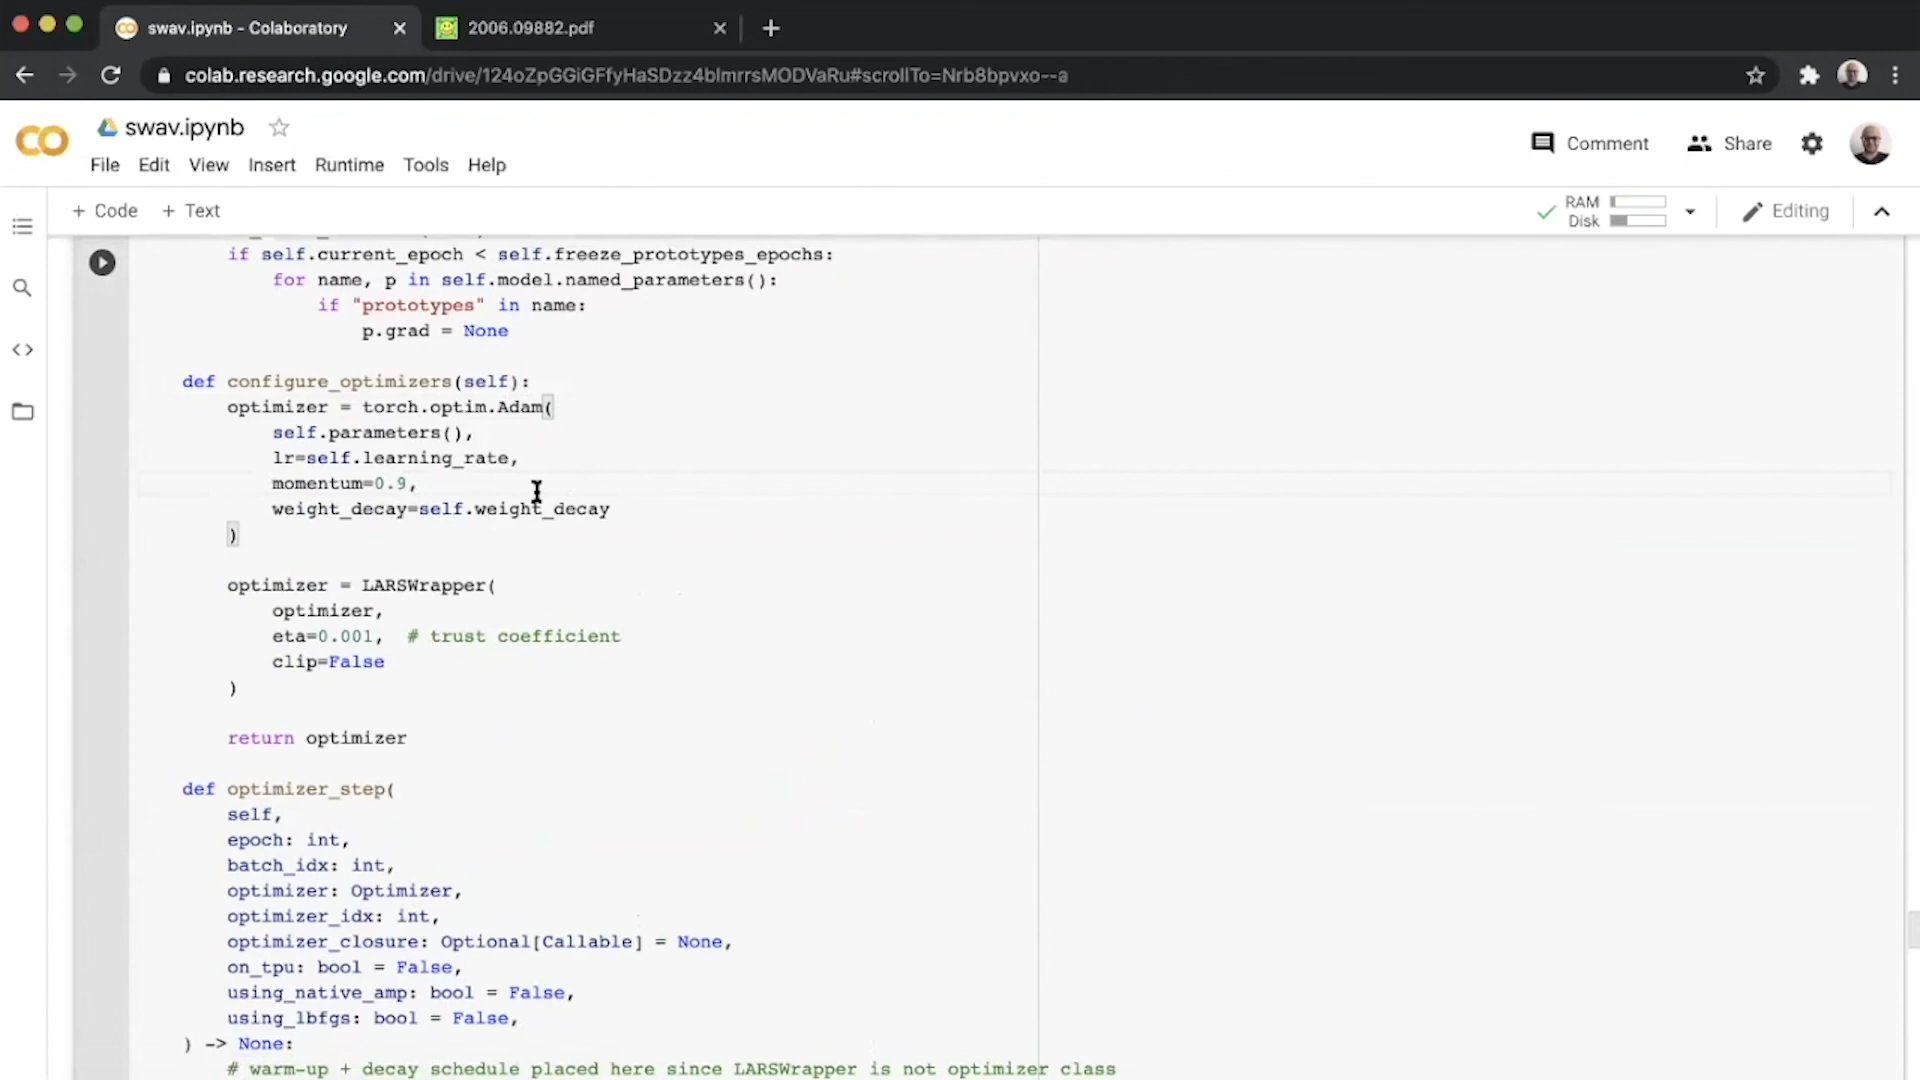 swav.ipynb - Colaboratory
2006.09882.pdf
colab.research.google.com/drive/124oZpGGiGFfyHaSDzz4blmrrsMODVaRu#scrollTo=Nrb8bpvxo--a
CO
swav.ipynb
File Edit View Insert Runtime Tools Help
Comment
Share
+ Code + Text
RAM
Disk
Editing
if self.current_epoch < self.freeze_prototypes_epochs:
for name, p in self.model.named_parameters():
if "prototypes" in name:
p.grad = None
def configure_optimizers(self):
optimizer = torch.optim.Adam(
self.parameters(),
lr=self.learning_rate,
momentum=0.9,
weight_decay=self.weight_decay
)
optimizer = LARSWrapper(
optimizer,
eta=0.001,  # trust coefficient
clip=False
)
return optimizer
def optimizer_step(
self,
epoch: int,
batch_idx: int,
optimizer: Optimizer,
optimizer_idx: int,
optimizer_closure: Optional[Callable] = None,
on_tpu: bool = False,
using_native_amp: bool = False,
using_lbfgs: bool = False,
) -> None:
# warm-up + decay schedule placed here since LARSWrapper is not optimizer class